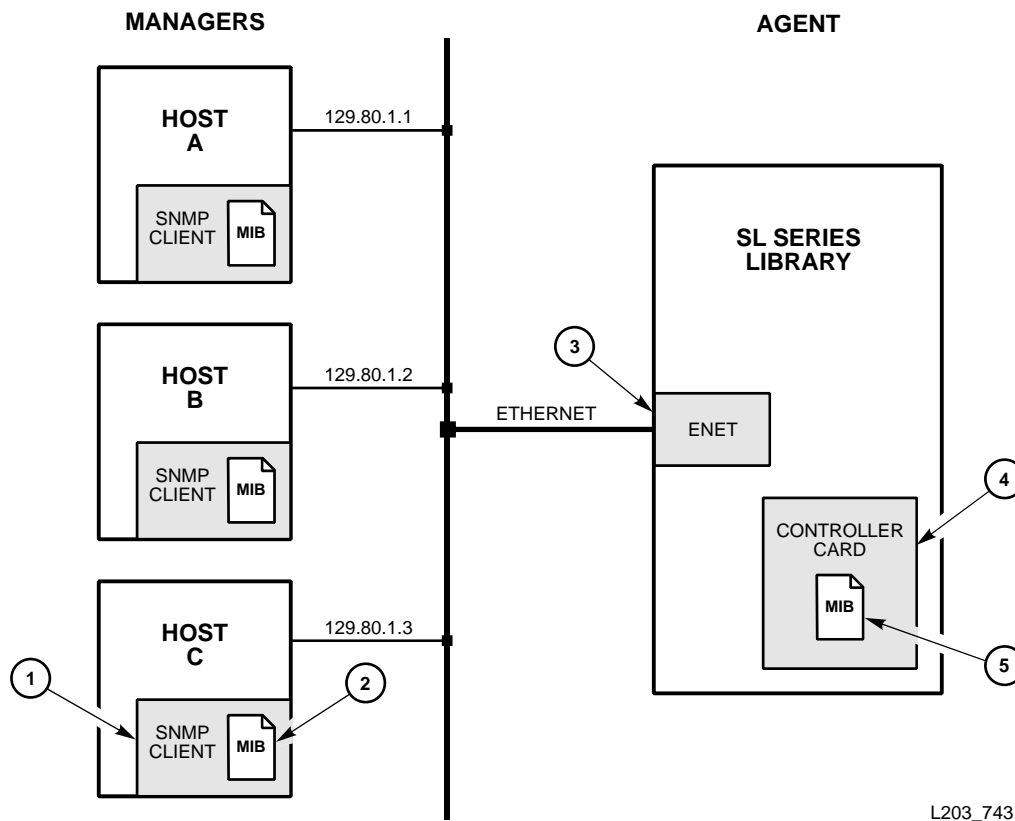 MANAGERS
AGENT
HOST
A
129.80.1.1
SNMP
CLIENT
MIB
HOST
B
129.80.1.2
SNMP
CLIENT
MIB
HOST
C
129.80.1.3
1
SNMP
CLIENT
MIB
2
SL SERIES
LIBRARY
3
ETHERNET
ENET
4
CONTROLLER
CARD
MIB
5
L203_743